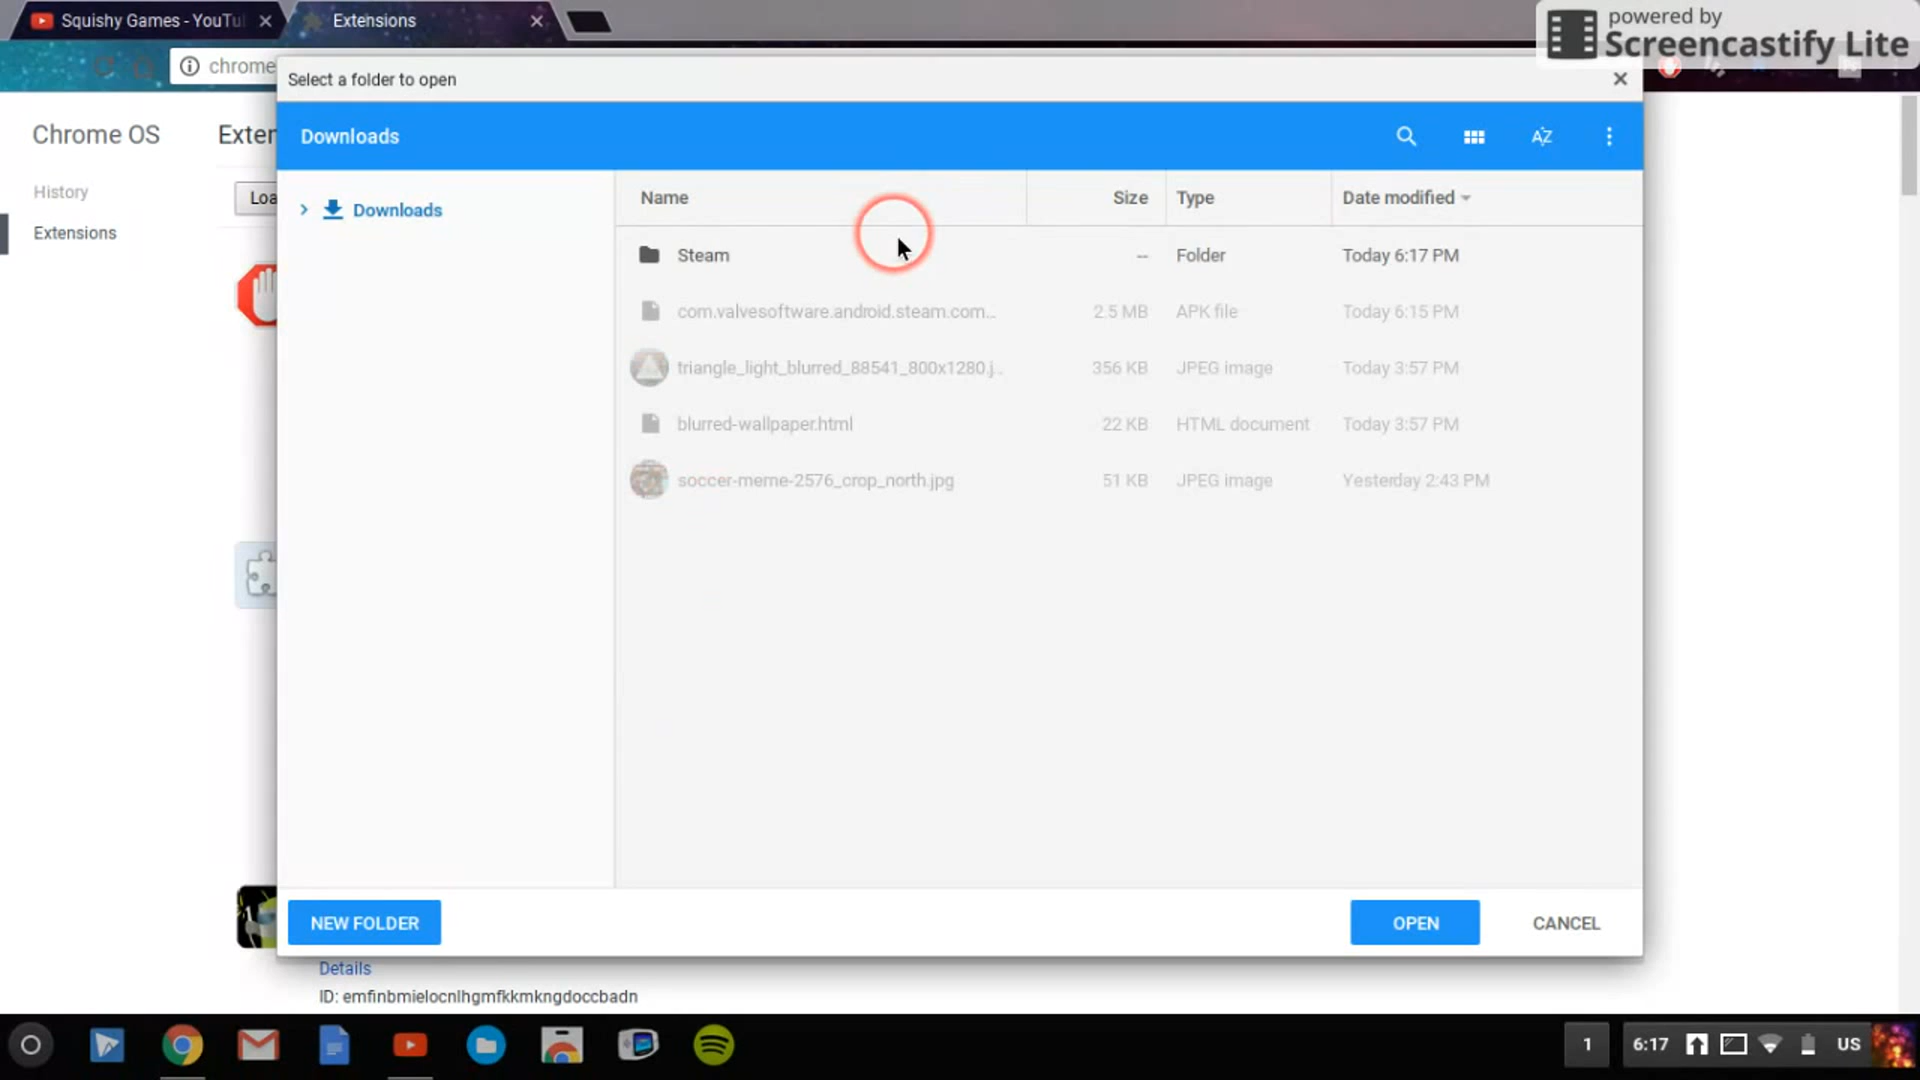 Squishy Games - YouTu
Extensions
powered by
Screencastify Lite
chrome
Select a folder to open
Chrome OS
Exten
Downloads
AZ
History
Extensions
Loa
Downloads
Name
Size
Type
Date modified
Steam
--
Folder
Today 6:17 PM
com.valvesoftware.android.steam.com...
2.5 MB
APK file
Today 6:15 PM
triangle_light_blurred_88541_800x1280.j...
356 KB
JPEG image
Today 3:57 PM
blurred-wallpaper.html
22 KB
HTML document
Today 3:57 PM
soccer-meme-2576_crop_north.jpg
51 KB
JPEG image
Yesterday 2:43 PM
NEW FOLDER
OPEN
CANCEL
Details
ID: emfinbmielocnlhgmfkkmkngdoccbadn
1
6:17
US